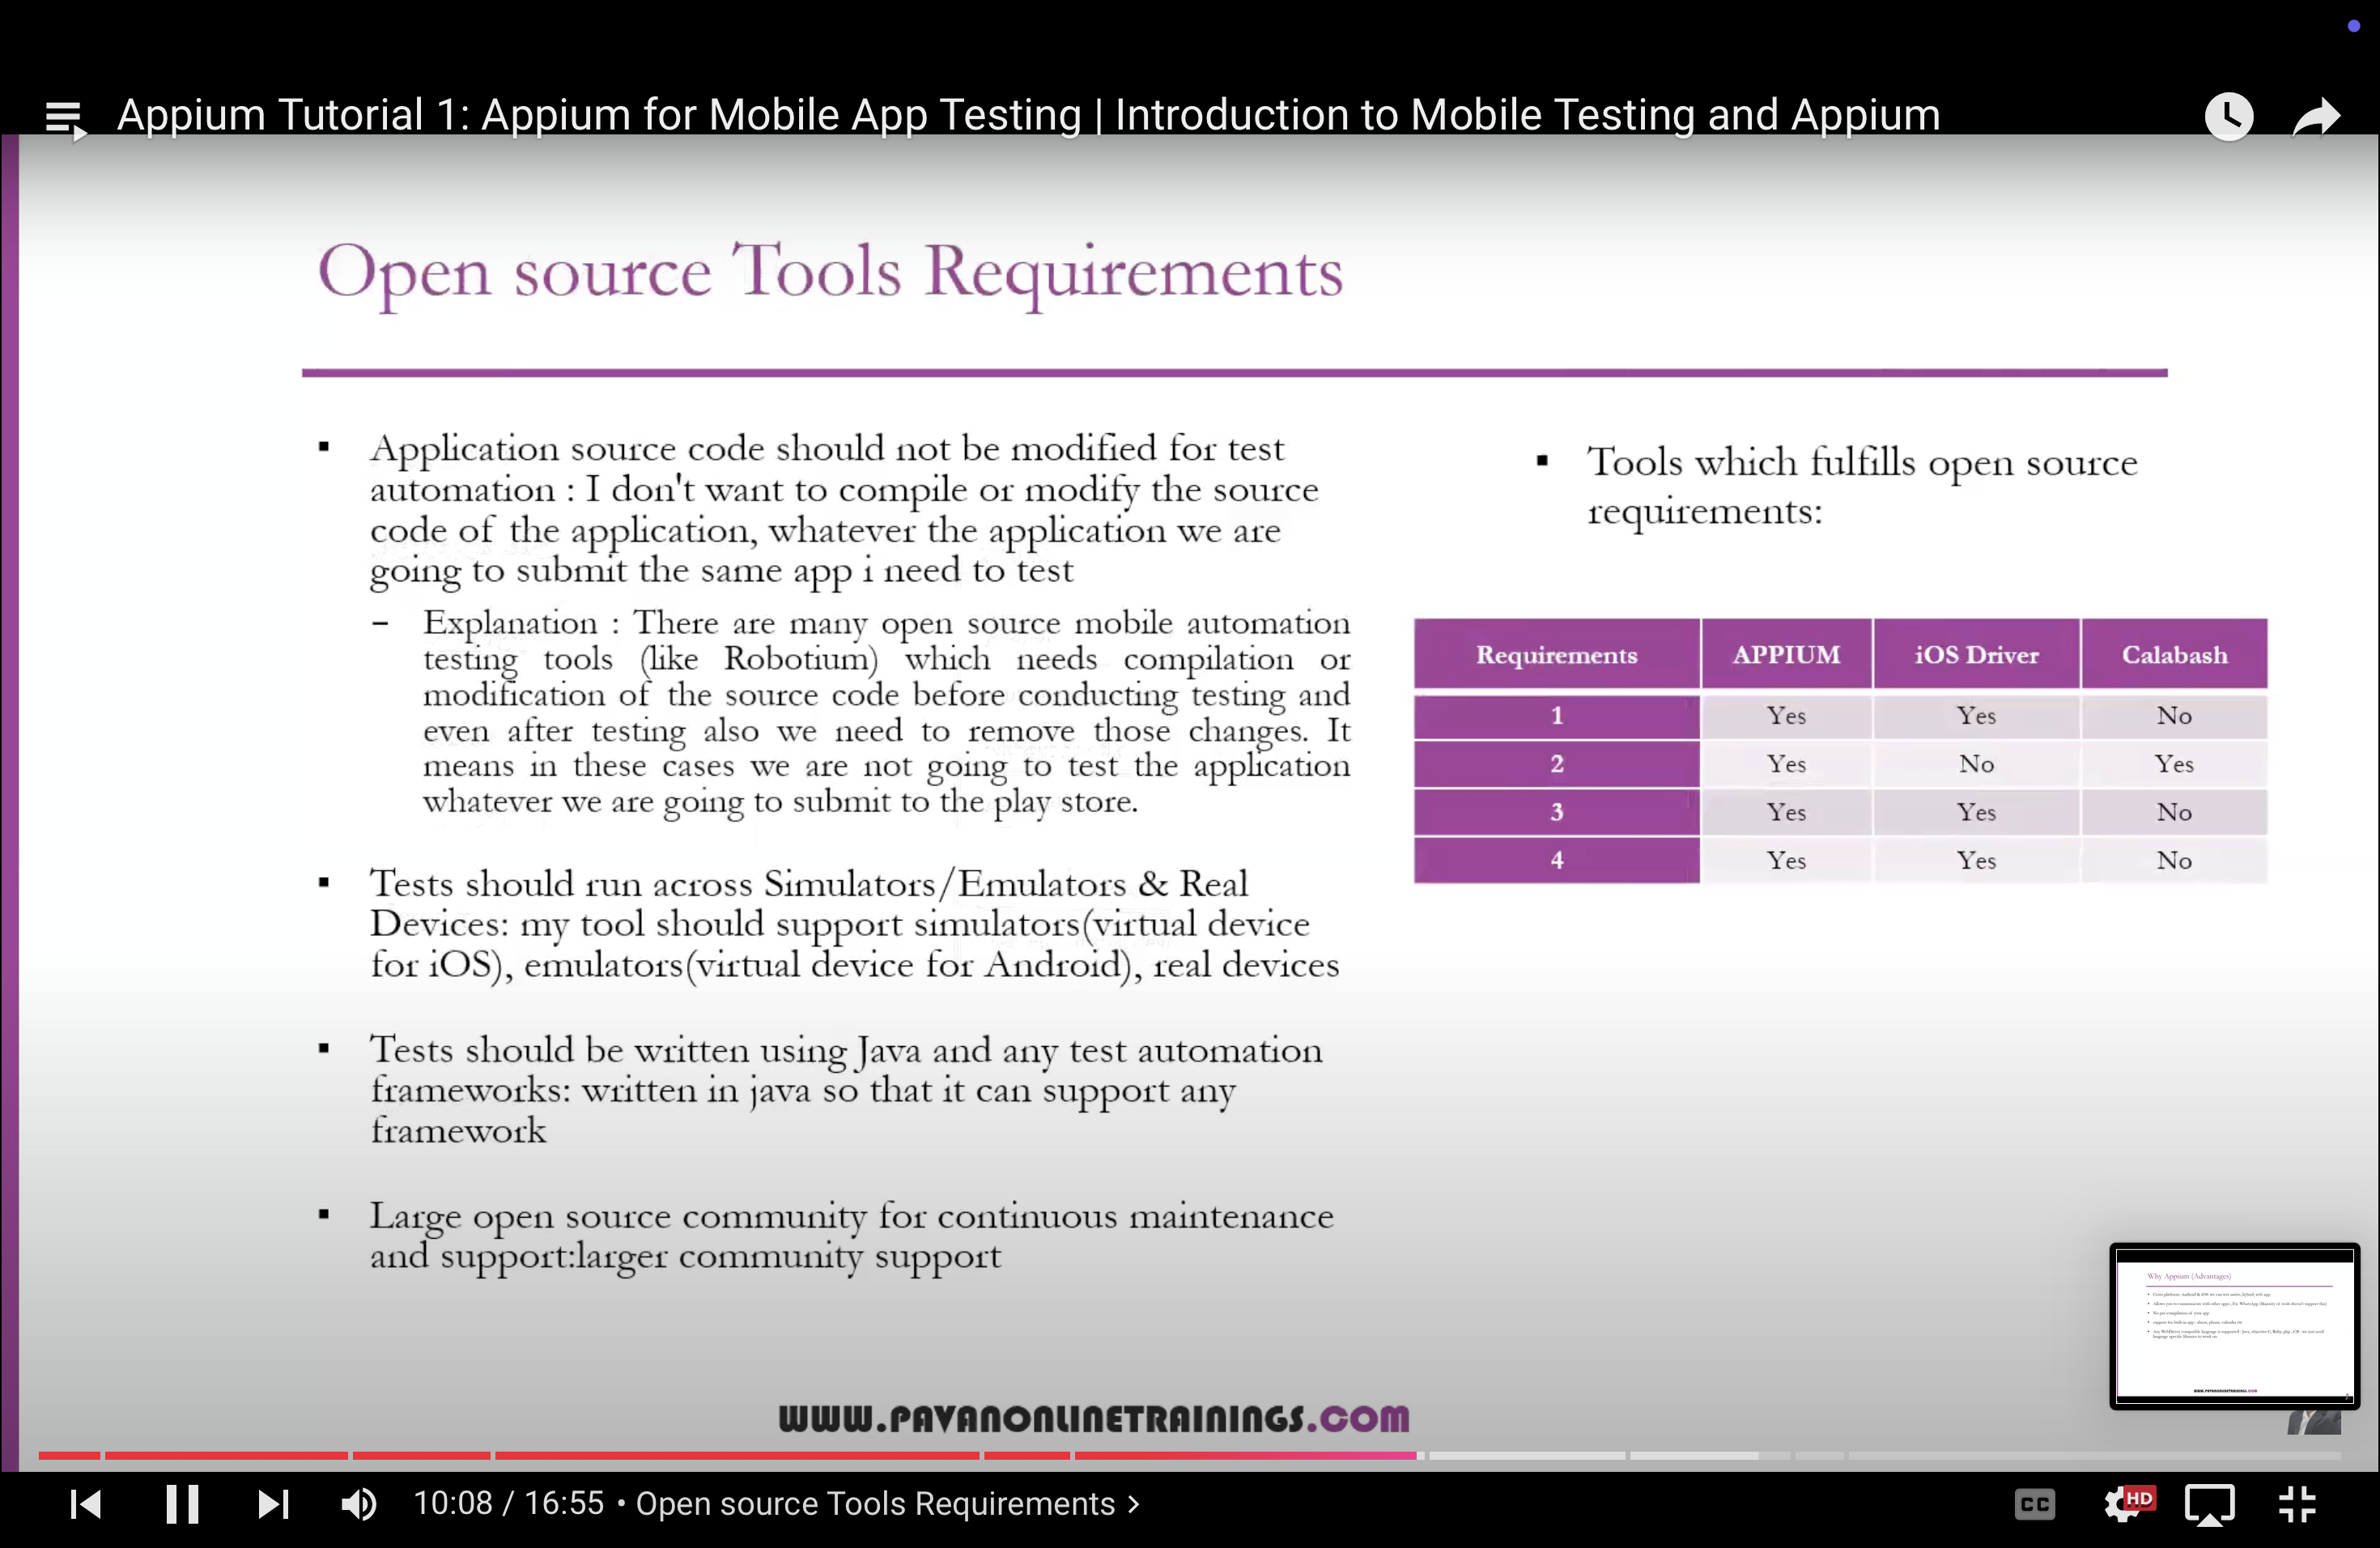 Appium Tutorial 1: Appium for Mobile App Testing | Introduction to Mobile Testing and Appium
Open source Tools Requirements
▪ Application source code should not be modified for test
automation : I don't want to compile or modify the source
code of the application, whatever the application we are
going to submit the same app i need to test
– Explanation : There are many open source mobile automation
testing tools (like Robotium) which needs compilation or
modification of the source code before conducting testing and
even after testing also we need to remove those changes. It
means in these cases we are not going to test the application
whatever we are going to submit to the play store.
▪ Tests should run across Simulators/Emulators & Real
Devices: my tool should support simulators(virtual device
for iOS), emulators(virtual device for Android), real devices
▪ Tests should be written using Java and any test automation
frameworks: written in java so that it can support any
framework
▪ Large open source community for continuous maintenance
and support:larger community support
▪ Tools which fulfills open source
requirements:
Requirements APPIUM iOS Driver Calabash
1 Yes Yes No
2 Yes No Yes
3 Yes Yes No
4 Yes Yes No
Why Appium (Advantages)
WWW.PAVANONLINETRAININGS.COM
10:08 / 16:55 • Open source Tools Requirements >
CC
HD